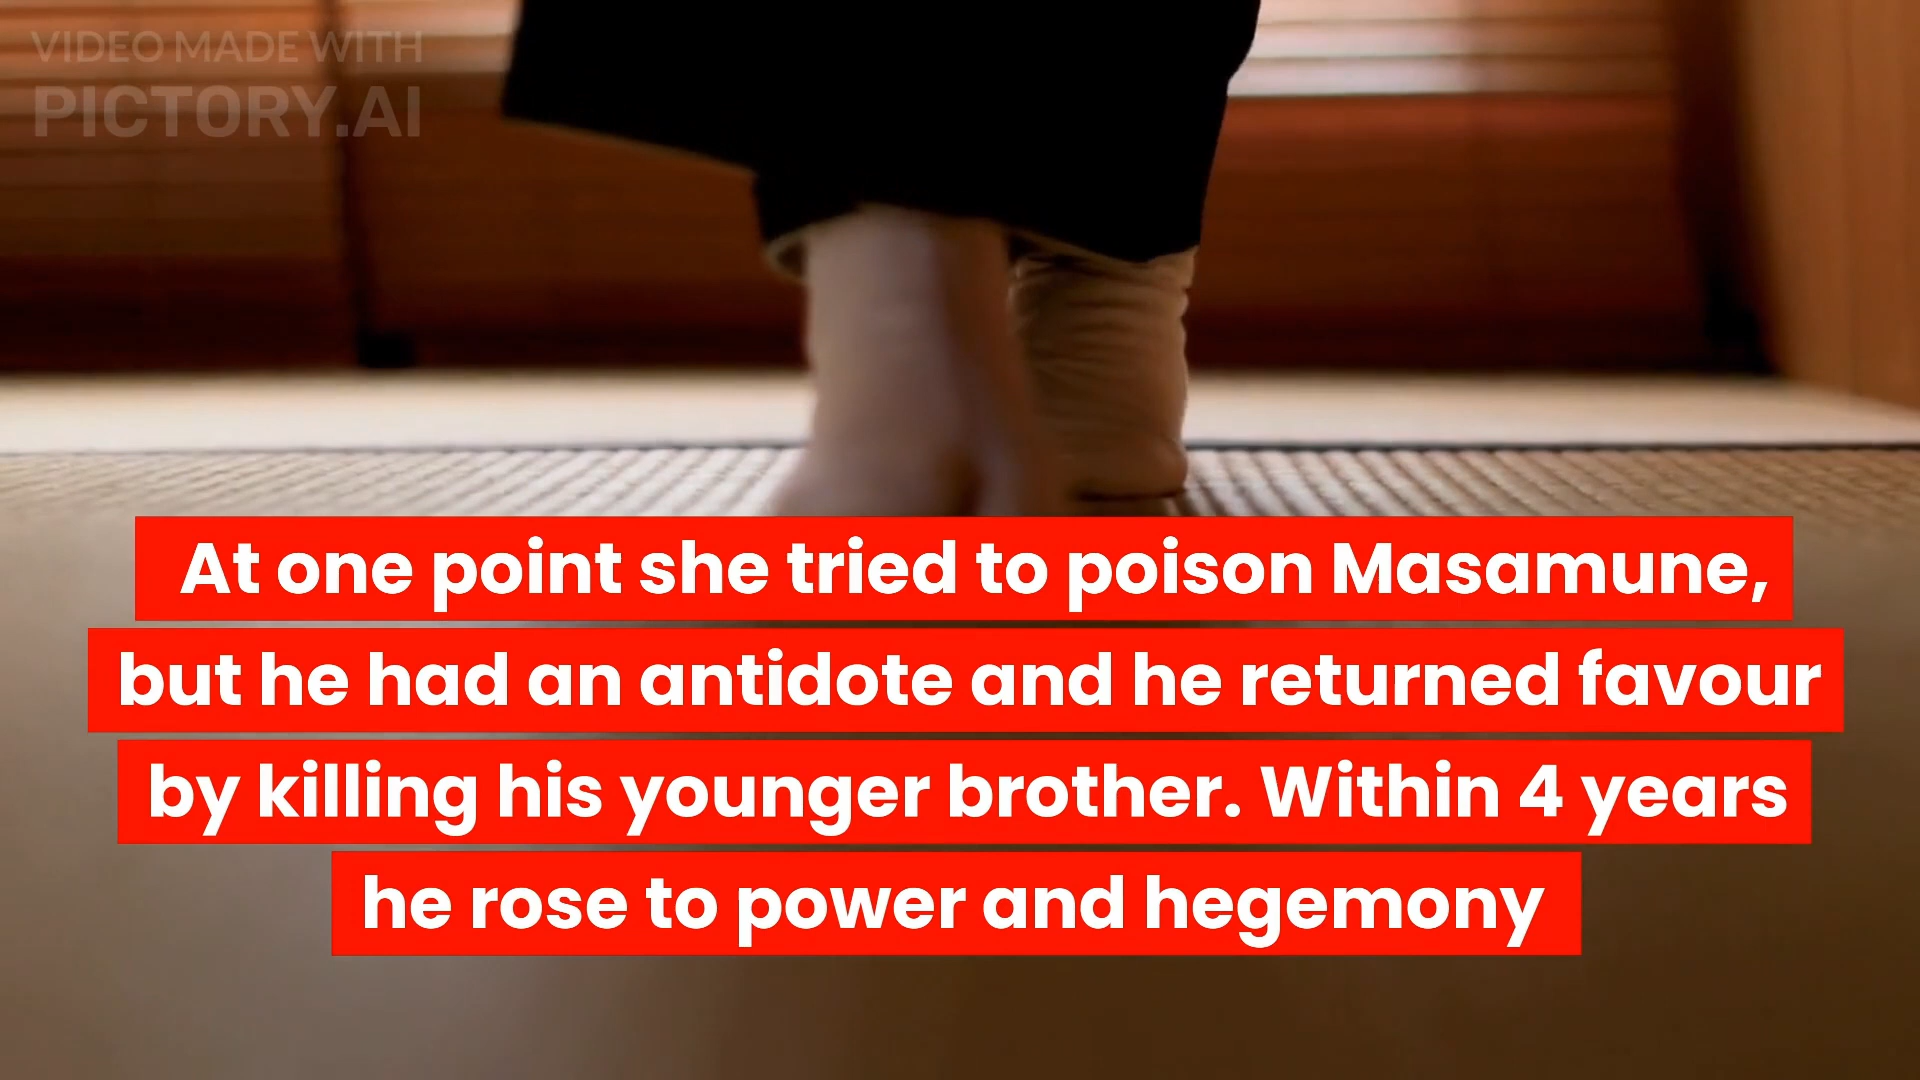 VIDEO MADE WITH
PICTORY.AI
At one point she tried to poison Masamune,
but he had an antidote and he returned favour
by killing his younger brother. Within 4 years
he rose to power and hegemony